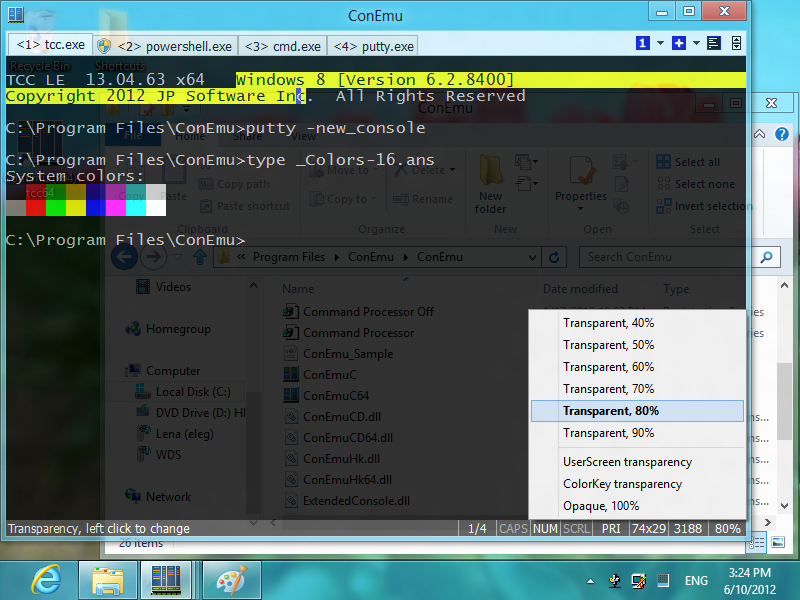 ConEmu
<1> tcc.exe
<2> powershell.exe
<3> cmd.exe
<4> putty.exe
1
Recycle Bin
Shortcuts
TCC LE 13.04.63 x64 Windows 8 [Version 6.2.8400]
Copyright 2012 JP Software Inc. All Rights Reserved
ConEmu
C:\Program Files\ConEmu>putty -new_console
File
Home
Share
View
C:\Program Files\ConEmu>type _Colors-16.ans
System colors:
tcc64
Copy
Paste
Copy path
Paste shortcut
Move to
Copy to
Delete
Rename
New
folder
Properties
Select all
Select none
Invert selection
Clipboard
Organize
New
Open
Select
C:\Program Files\ConEmu>
« Program Files
ConEmu
ConEmu
Search ConEmu
Videos
Homegroup
Computer
Local Disk (C:)
DVD Drive (D:) HI
Lena (eleg)
WDS
Network
Name
Date modified
Type
Command Processor Off
Command Processor
ConEmu_Sample
ConEmuC
ConEmuC64
ConEmuCD.dll
ConEmuCD64.dll
ConEmuHk.dll
ConEmuHk64.dll
ExtendedConsole.dll
Transparent, 40%
Transparent, 50%
Transparent, 60%
Transparent, 70%
Transparent, 80%
Transparent, 90%
UserScreen transparency
ColorKey transparency
Opaque, 100%
Transparency, left click to change
1/4
CAPS
NUM
SCRL
PRI
74x29
3188
80%
26 items
ENG
3:24 PM
6/10/2012